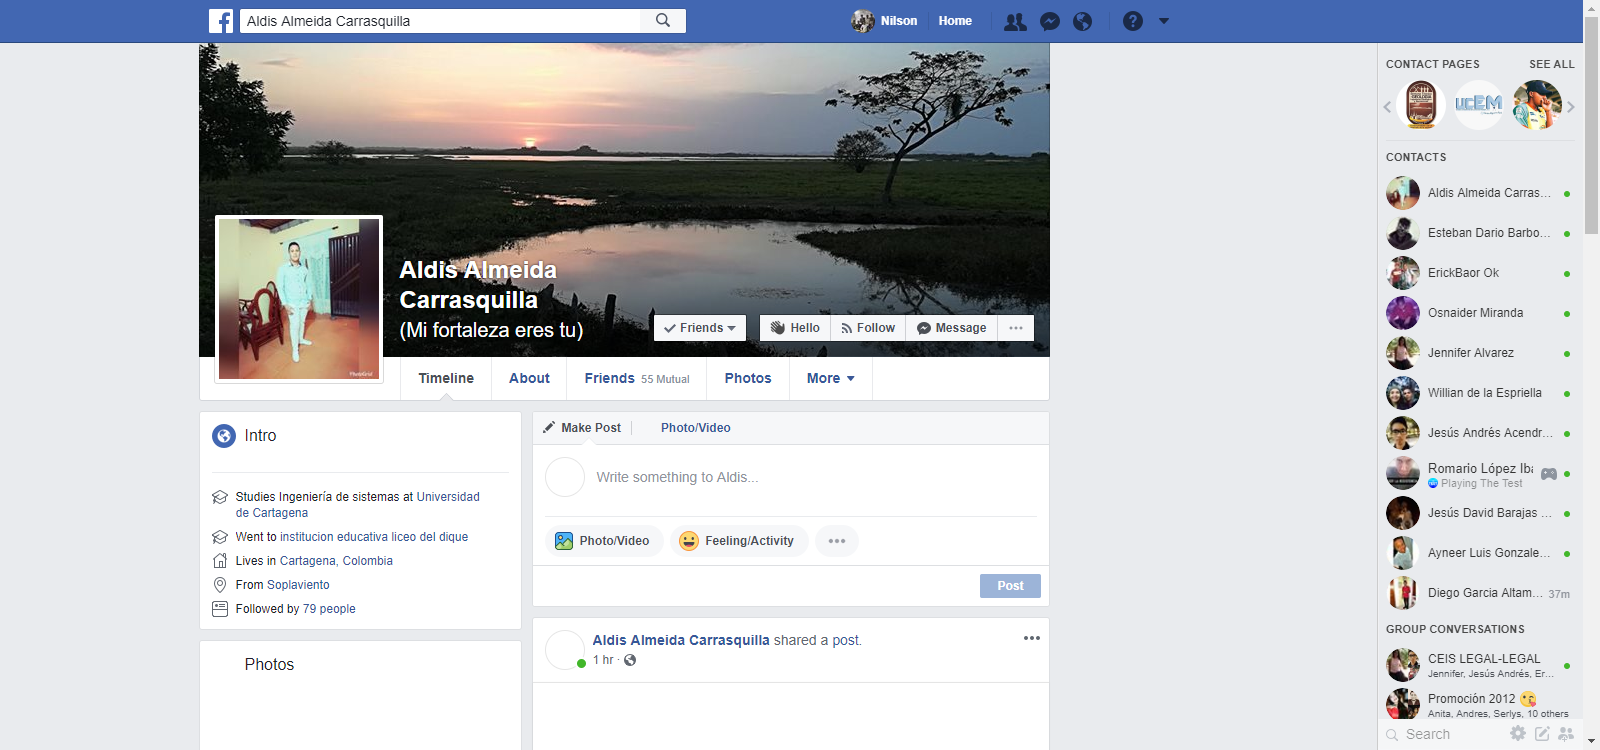 Aldis Almeida Carrasquilla
Nilson
Home
Aldis Almeida
Carrasquilla
(Mi fortaleza eres tu)
Friends
Hello
Follow
Message
Timeline
About
Friends 55 Mutual
Photos
More
Intro
Studies Ingeniería de sistemas at Universidad
de Cartagena
Went to institucion educativa liceo del dique
Lives in Cartagena, Colombia
From Soplaviento
Followed by 79 people
Photos
Make Post
Photo/Video
Write something to Aldis...
Photo/Video
Feeling/Activity
Post
Aldis Almeida Carrasquilla shared a post.
1 hr ·
CONTACT PAGES
SEE ALL
UCEM
CONTACTS
Aldis Almeida Carras...
Esteban Dario Barbo...
ErickBaor Ok
Osnaider Miranda
Jennifer Alvarez
Willian de la Espriella
Jesús Andrés Acendr...
Romario López Iba
Playing The Test
Jesús David Barajas ...
Ayneer Luis Gonzale...
Diego Garcia Altam... 37m
GROUP CONVERSATIONS
CEIS LEGAL-LEGAL
Jennifer, Jesús Andrés, Er...
Promoción 2012 😘
Anita, Andres, Serlys, 10 others
Search